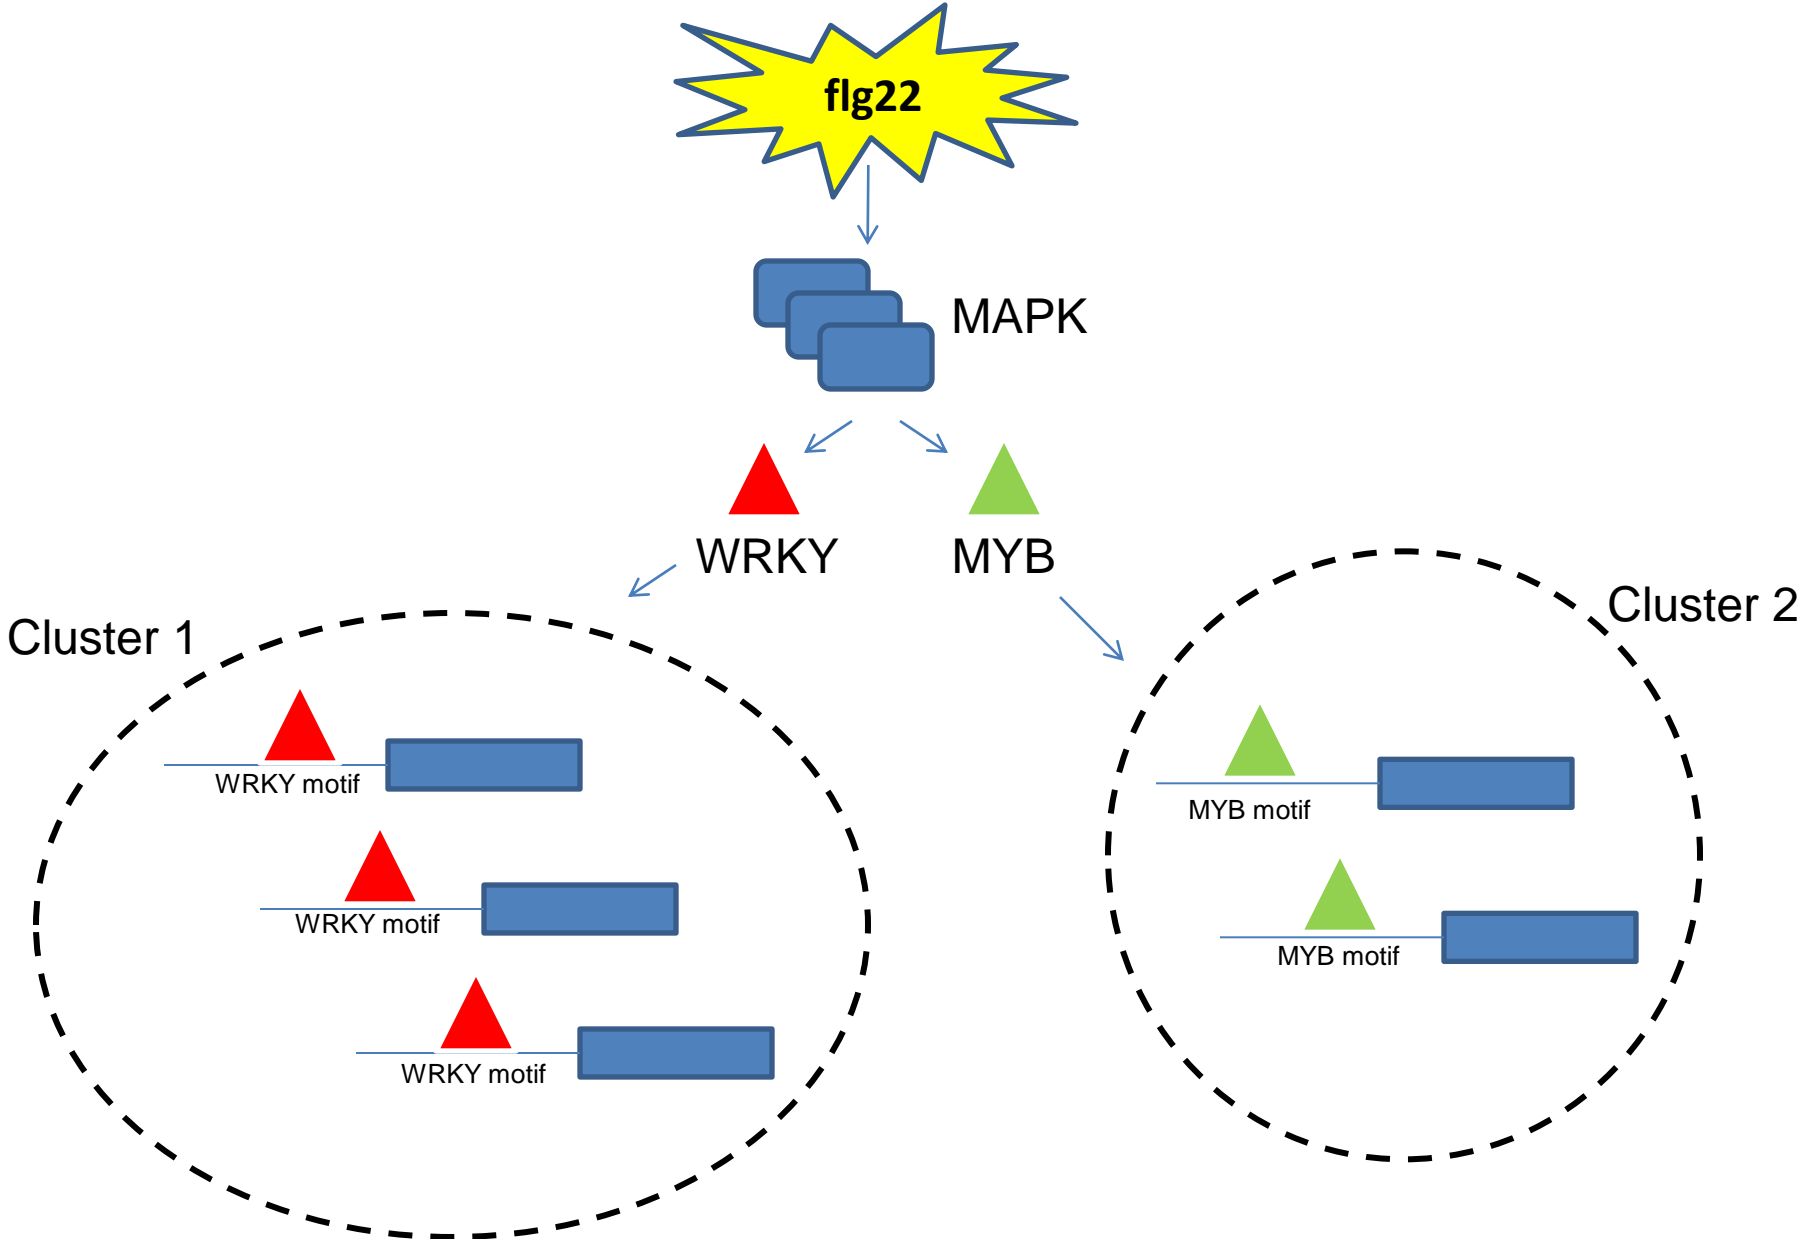 flg22
MAPK
WRKY
MYB
Cluster 1
Cluster 2
WRKY motif
WRKY motif
WRKY motif
MYB motif
MYB motif